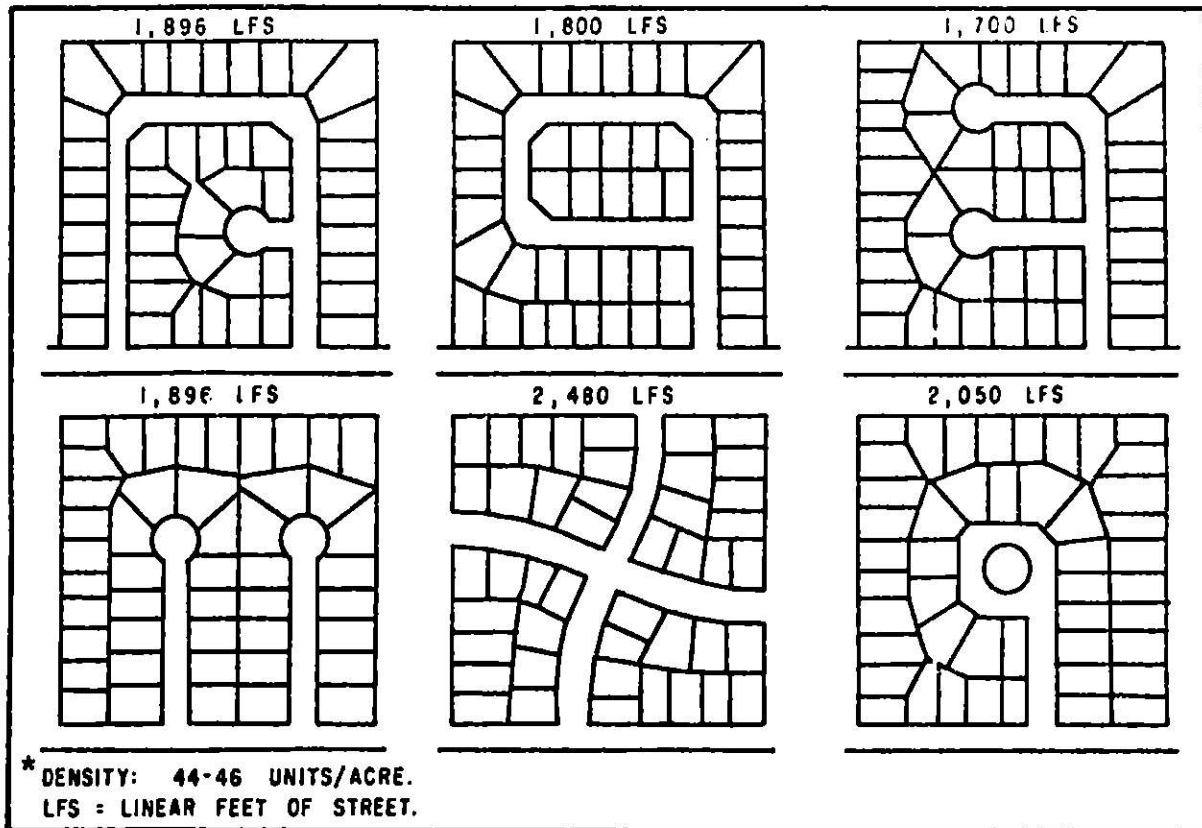 1,896 LFS
1,800 LFS
1,700 LFS
1,896 LFS
2,480 LFS
2,050 LFS
* DENSITY: 44-46 UNITS/ACRE.
LFS = LINEAR FEET OF STREET.